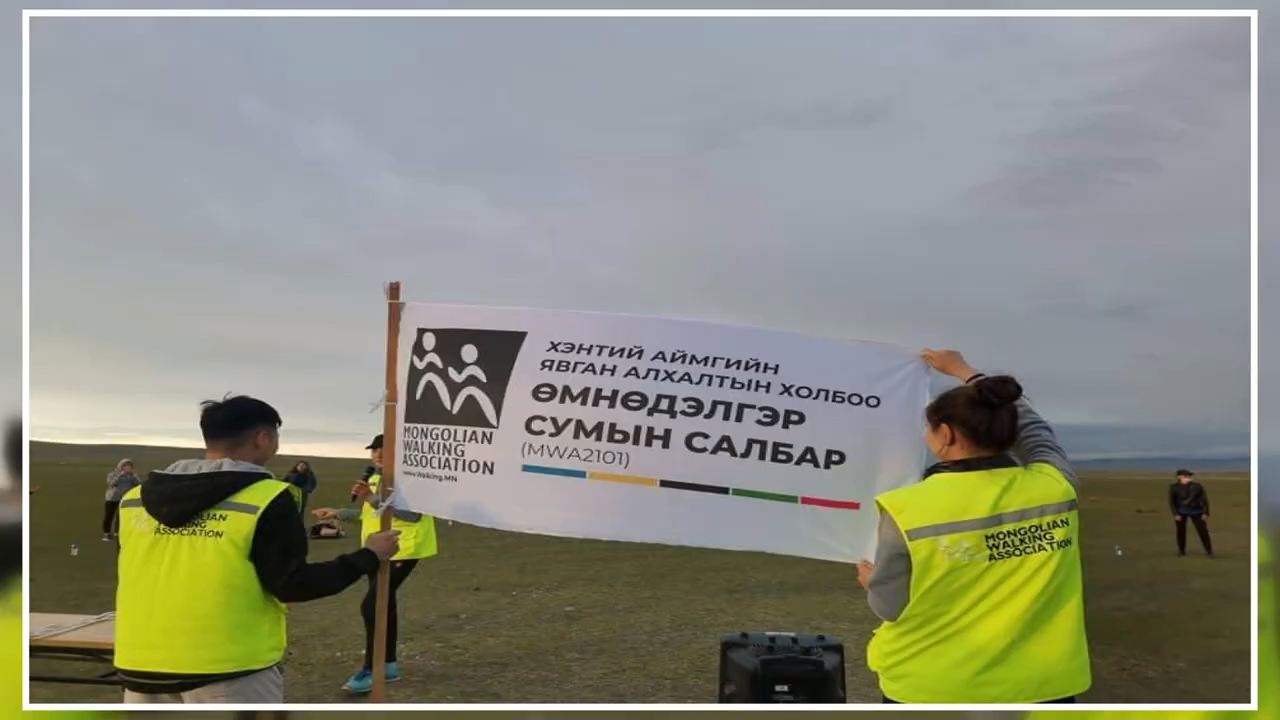 ХЭНТИЙ АЙМГИЙН
ЯВГАН АЛХАЛТЫН ХОЛБОО
ӨМНӨДЭЛГЭР
СУМЫН САЛБАР
(MWA2101)
MONGOLIAN
WALKING
ASSOCIATION
www.Walking.MN
MONGOLIAN
WALKING
ASSOCIATION
MONGOLIAN
WALKING
ASSOCIATION